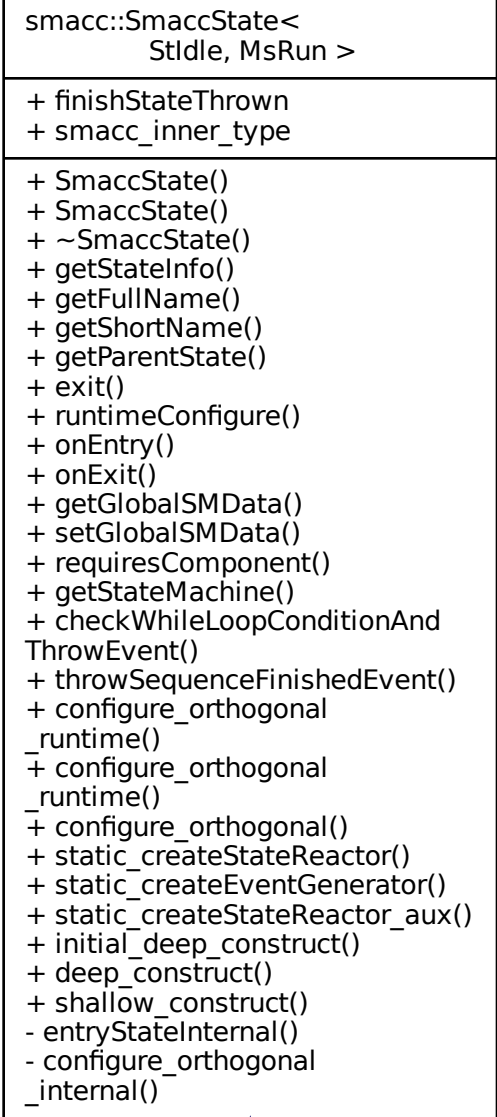 smacc::SmaccState<
StIdle, MsRun >
+ finishStateThrown
+ smacc_inner_type
+ SmaccState()
+ SmaccState()
+ ~SmaccState()
+ getStateInfo()
+ getFullName()
+ getShortName()
+ getParentState()
+ exit()
+ runtimeConfigure()
+ onEntry()
+ onExit()
+ getGlobalSMData()
+ setGlobalSMData()
+ requiresComponent()
+ getStateMachine()
+ checkWhileLoopConditionAnd
ThrowEvent()
+ throwSequenceFinishedEvent()
+ configure_orthogonal
_runtime()
+ configure_orthogonal
_runtime()
+ configure_orthogonal()
+ static_createStateReactor()
+ static_createEventGenerator()
+ static_createStateReactor_aux()
+ initial_deep_construct()
+ deep_construct()
+ shallow_construct()
- entryStateInternal()
- configure_orthogonal
_internal()